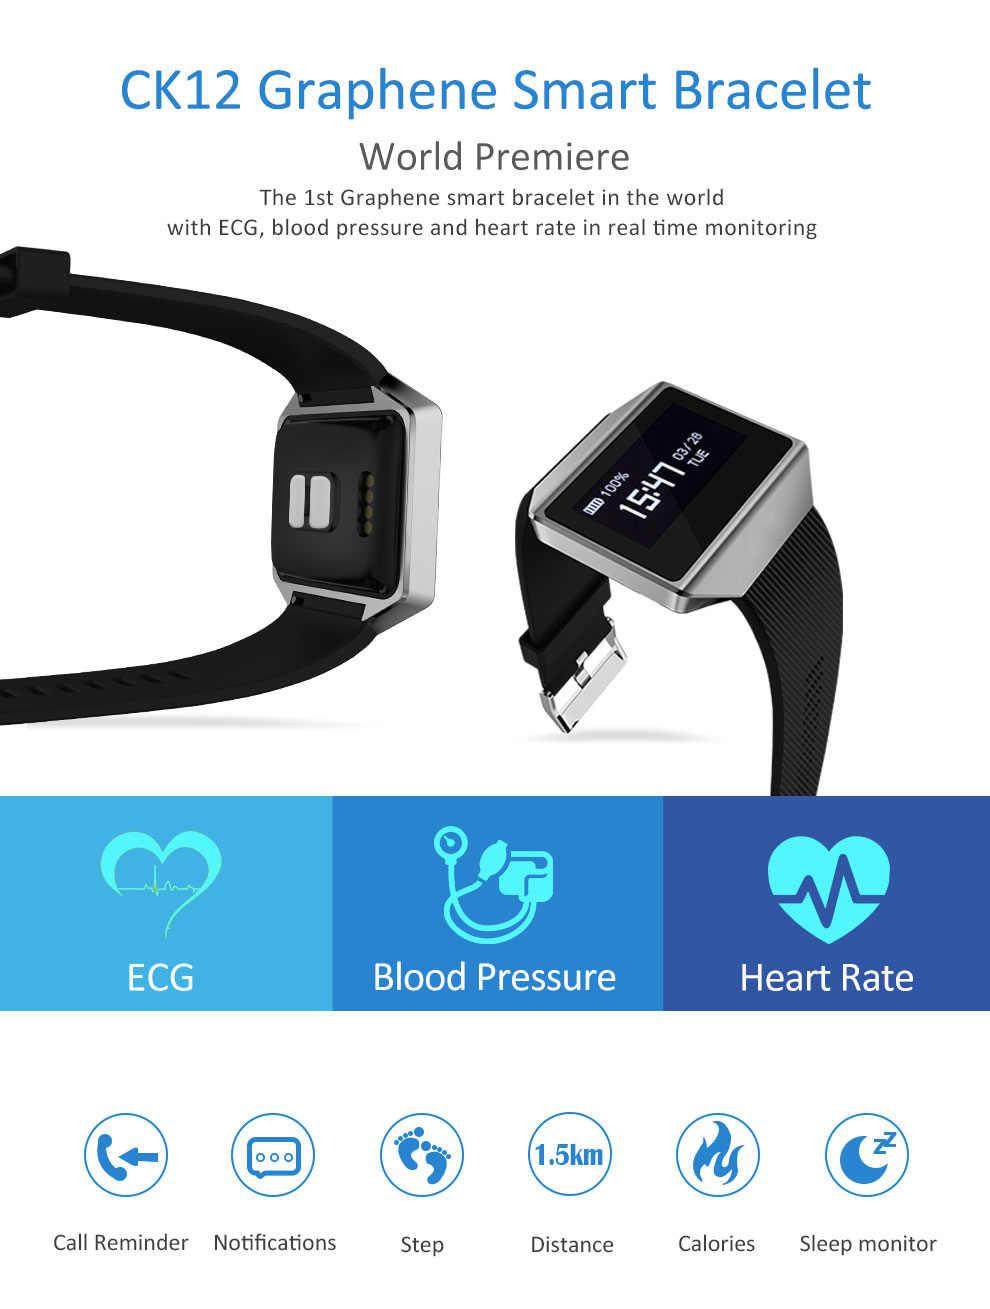 CK12 Graphene Smart Bracelet
World Premiere
The 1st Graphene smart bracelet in the world
with ECG, blood pressure and heart rate in real time monitoring
100%
15:47
03/28
TUE
ECG
Blood Pressure
Heart Rate
1.5km
Call Reminder
Notifications
Step
Distance
Calories
Sleep monitor